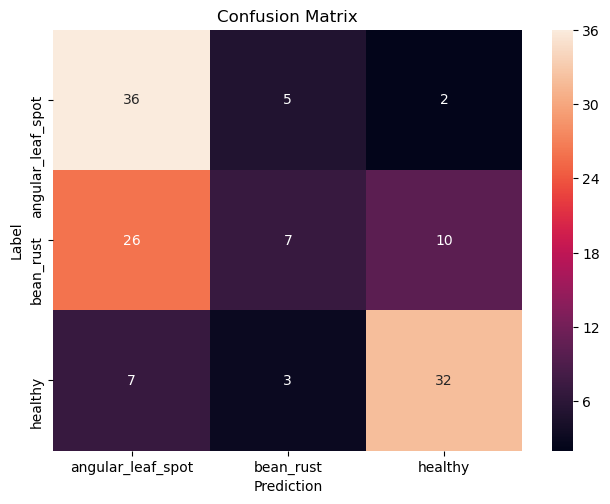 Confusion Matrix
Label
angular_leaf_spot
bean_rust
healthy
36 5 2
26 7 10
7 3 32
angular_leaf_spot bean_rust healthy
Prediction
36
30
24
18
12
6